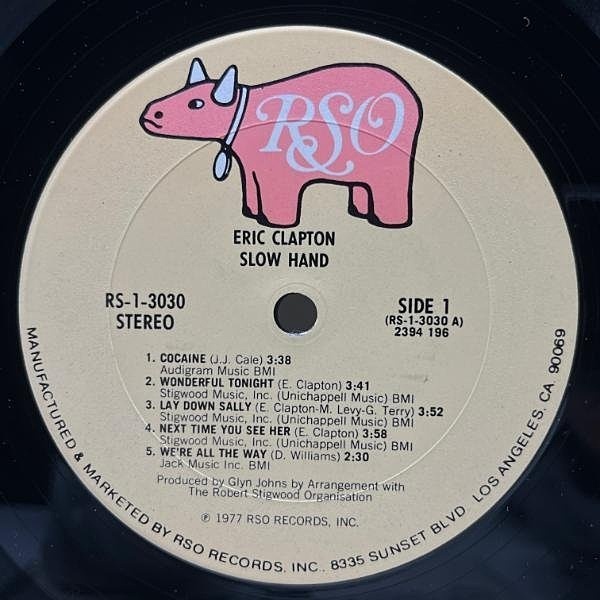 RSO
ERIC CLAPTON
SLOW HAND
RS-1-3030
STEREO
SIDE 1
(RS-1-3030 A)
2394 196
1. COCAINE (J.J. Cale) 3:38
Audigram Music BMI
2. WONDERFUL TONIGHT (E. Clapton) 3:41
Stigwood Music, Inc. (Unichappell Music) BMI
3. LAY DOWN SALLY (E. Clapton-M. Levy-G. Terry) 3:52
Stigwood Music, Inc. (Unichappell Music) BMI
4. NEXT TIME YOU SEE HER (E. Clapton) 3:58
Stigwood Music, Inc. (Unichappell Music) BMI
5. WE'RE ALL THE WAY (D. Williams) 2:30
Jack Music Inc. BMI
Produced by Glyn Johns by Arrangement with
The Robert Stigwood Organisation
℗ 1977 RSO RECORDS, INC.
MANUFACTURED & MARKETED BY RSO RECORDS, INC., 8335 SUNSET BLVD LOS ANGELES, CA. 90069